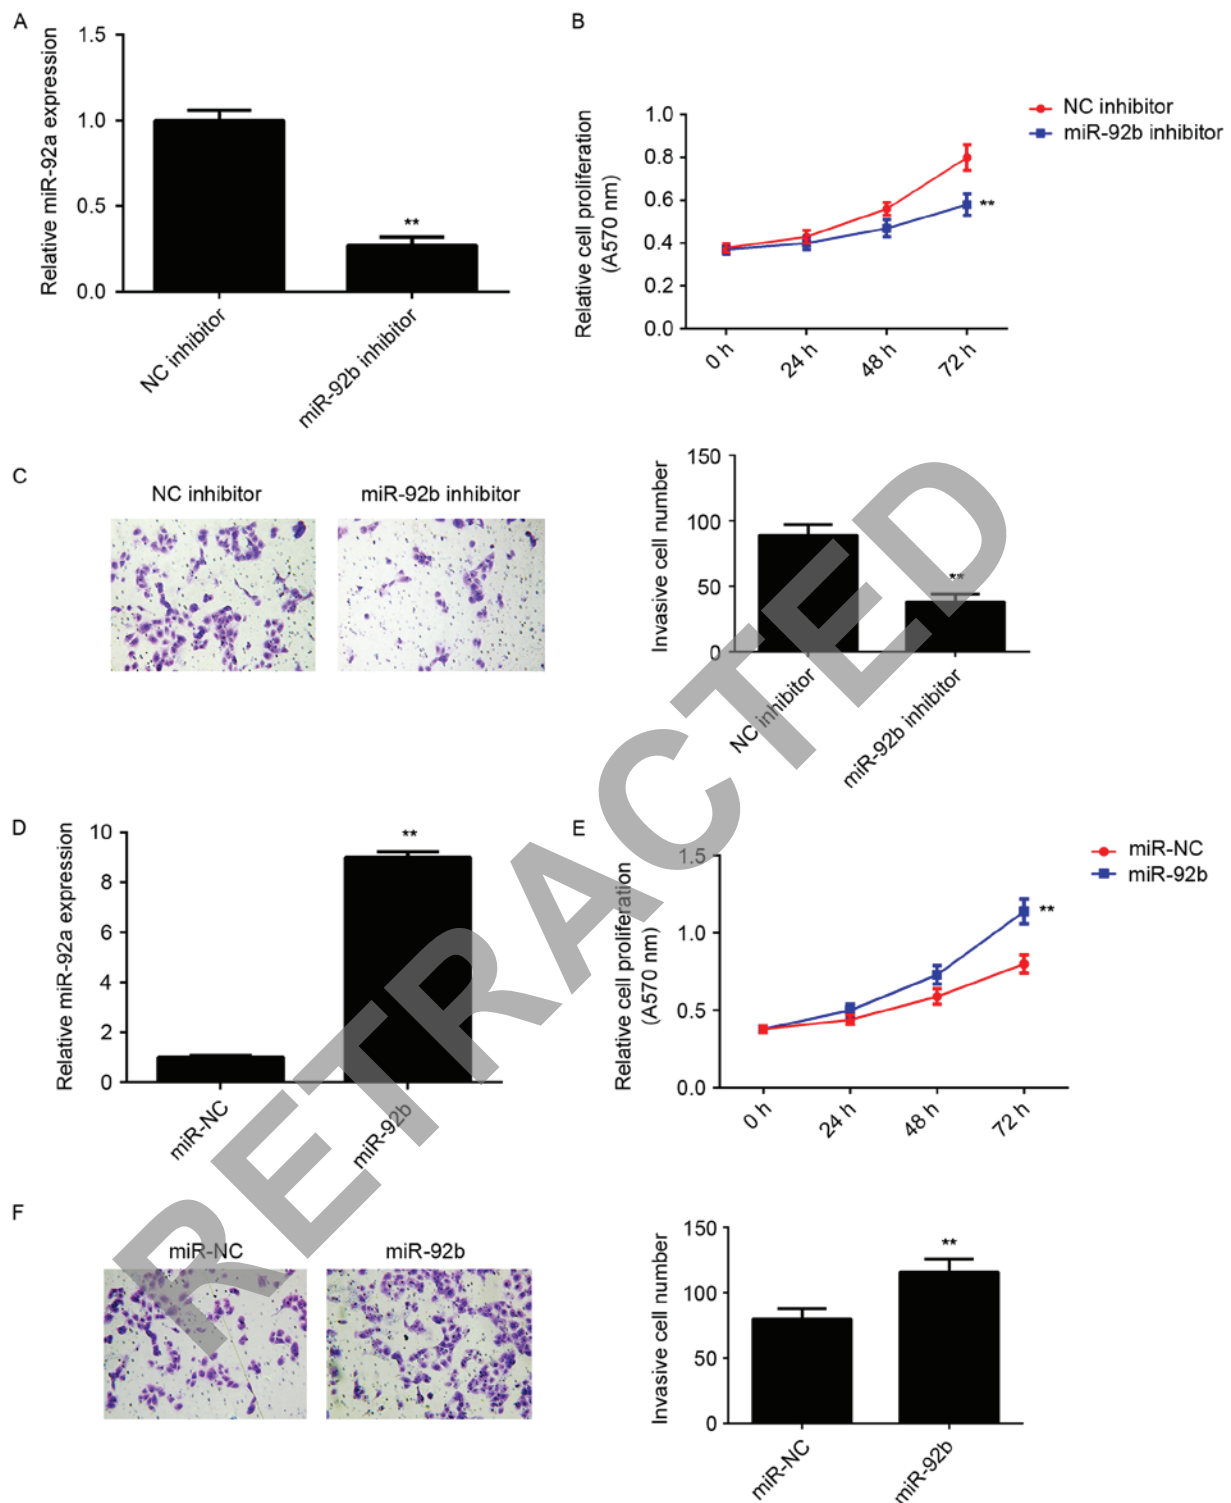 A
Relative miR-92a expression
1.5
1.0
0.5
0.0
**
NC inhibitor
miR-92b inhibitor
B
Relative cell proliferation
(A570 nm)
1.0
0.8
0.6
0.4
0.2
0.0
**
0 h
24 h
48 h
72 h
NC inhibitor
miR-92b inhibitor
C
NC inhibitor
miR-92b inhibitor
Invasive cell number
150
100
50
0
**
NC inhibitor
miR-92b inhibitor
D
Relative miR-92a expression
10
8
6
4
2
0
**
miR-NC
miR-92b
E
Relative cell proliferation
(A570 nm)
1.5
1.0
0.5
0.0
**
0 h
24 h
48 h
72 h
miR-NC
miR-92b
F
miR-NC
miR-92b
Invasive cell number
150
100
50
0
**
miR-NC
miR-92b
RETRACTED